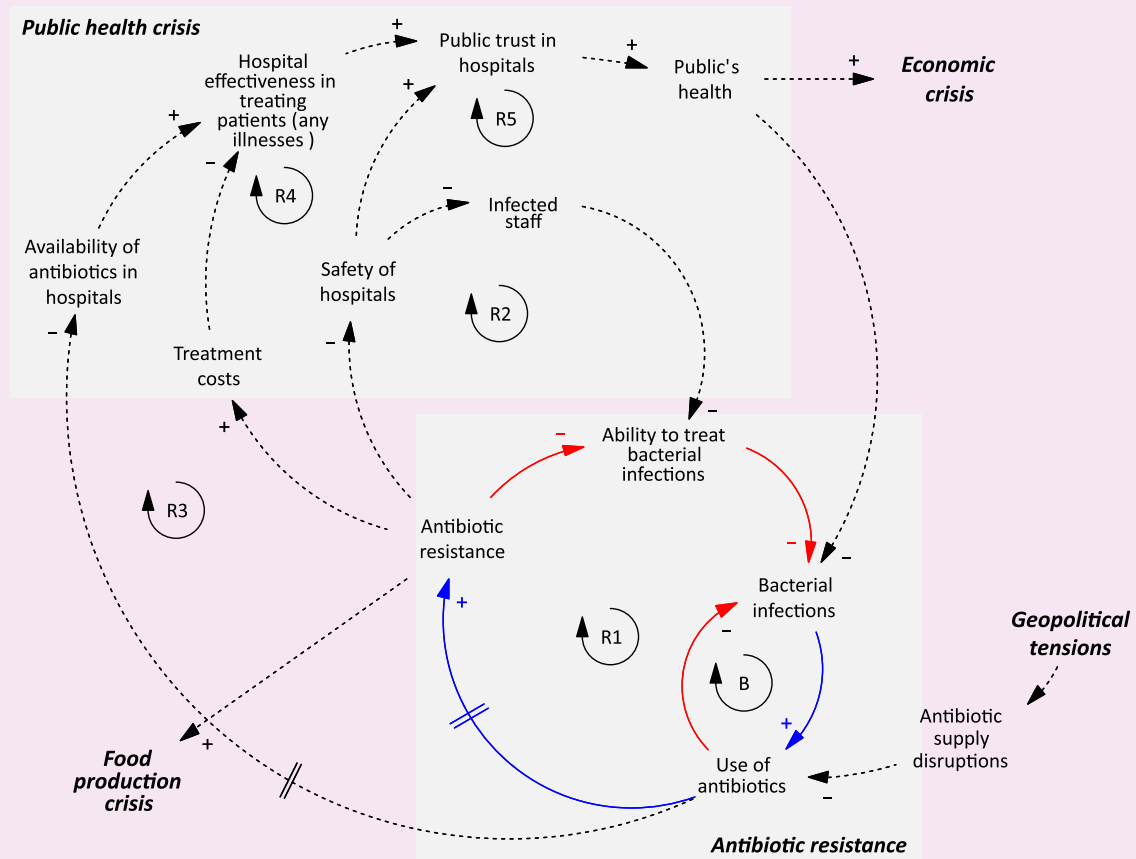 Public health crisis
Hospital
effectiveness in
treating
patients (any
illnesses )
+
Public trust in
hospitals
+
Public's
health
+
Economic
crisis
+
–
+
R5
R4
–
Infected
staff
Availability of
antibiotics in
hospitals
–
Safety of
hospitals
–
R2
Treatment
costs
+
–
–
Ability to treat
bacterial
infections
R3
Antibiotic
resistance
–
–
Bacterial
infections
+
–
R1
B
Geopolitical
tensions
+
Antibiotic
supply
disruptions
+
Food
production
crisis
Use of
antibiotics
–
Antibiotic resistance